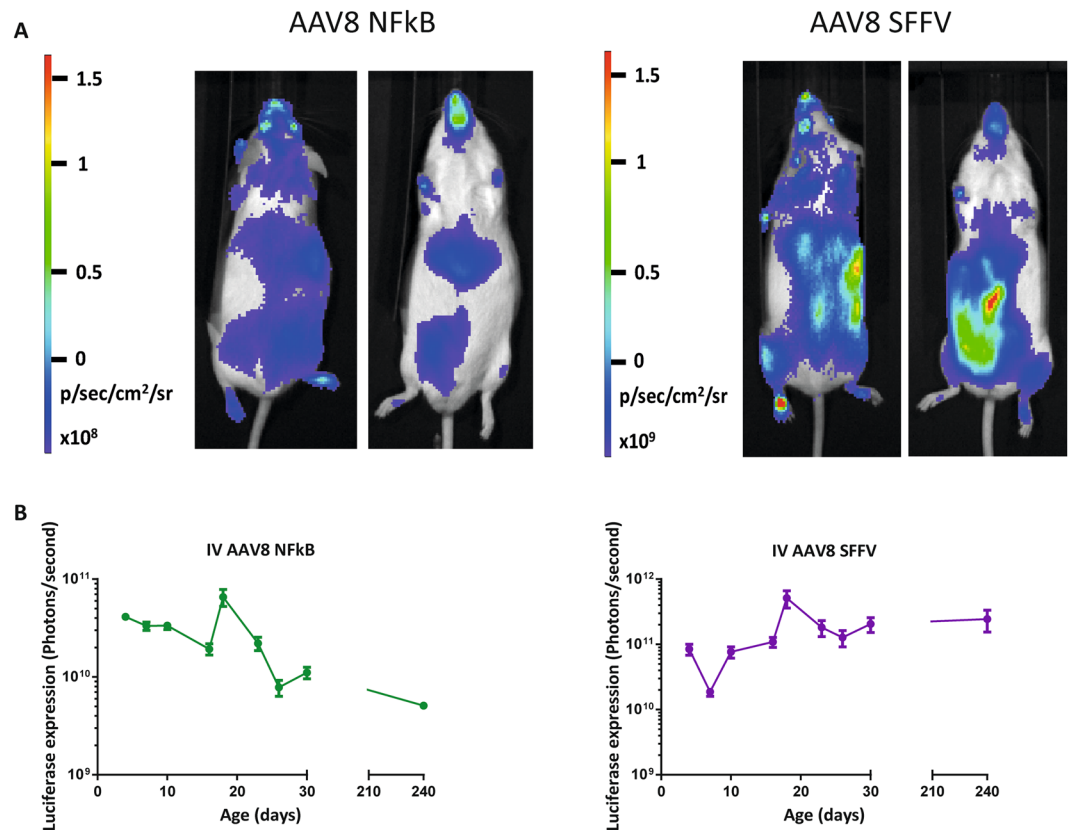 A
AAV8 NFkB
AAV8 SFFV
1.5
1
0.5
0
p/sec/cm²/sr
x10⁸
1.5
1
0.5
0
p/sec/cm²/sr
x10⁹
B
IV AAV8 NFkB
Luciferase expression (Photons/second)
10¹¹
10¹⁰
10⁹
0 10 20 30 210 240
Age (days)
IV AAV8 SFFV
Luciferase expression (Photons/second)
10¹²
10¹¹
10¹⁰
10⁹
0 10 20 30 210 240
Age (days)